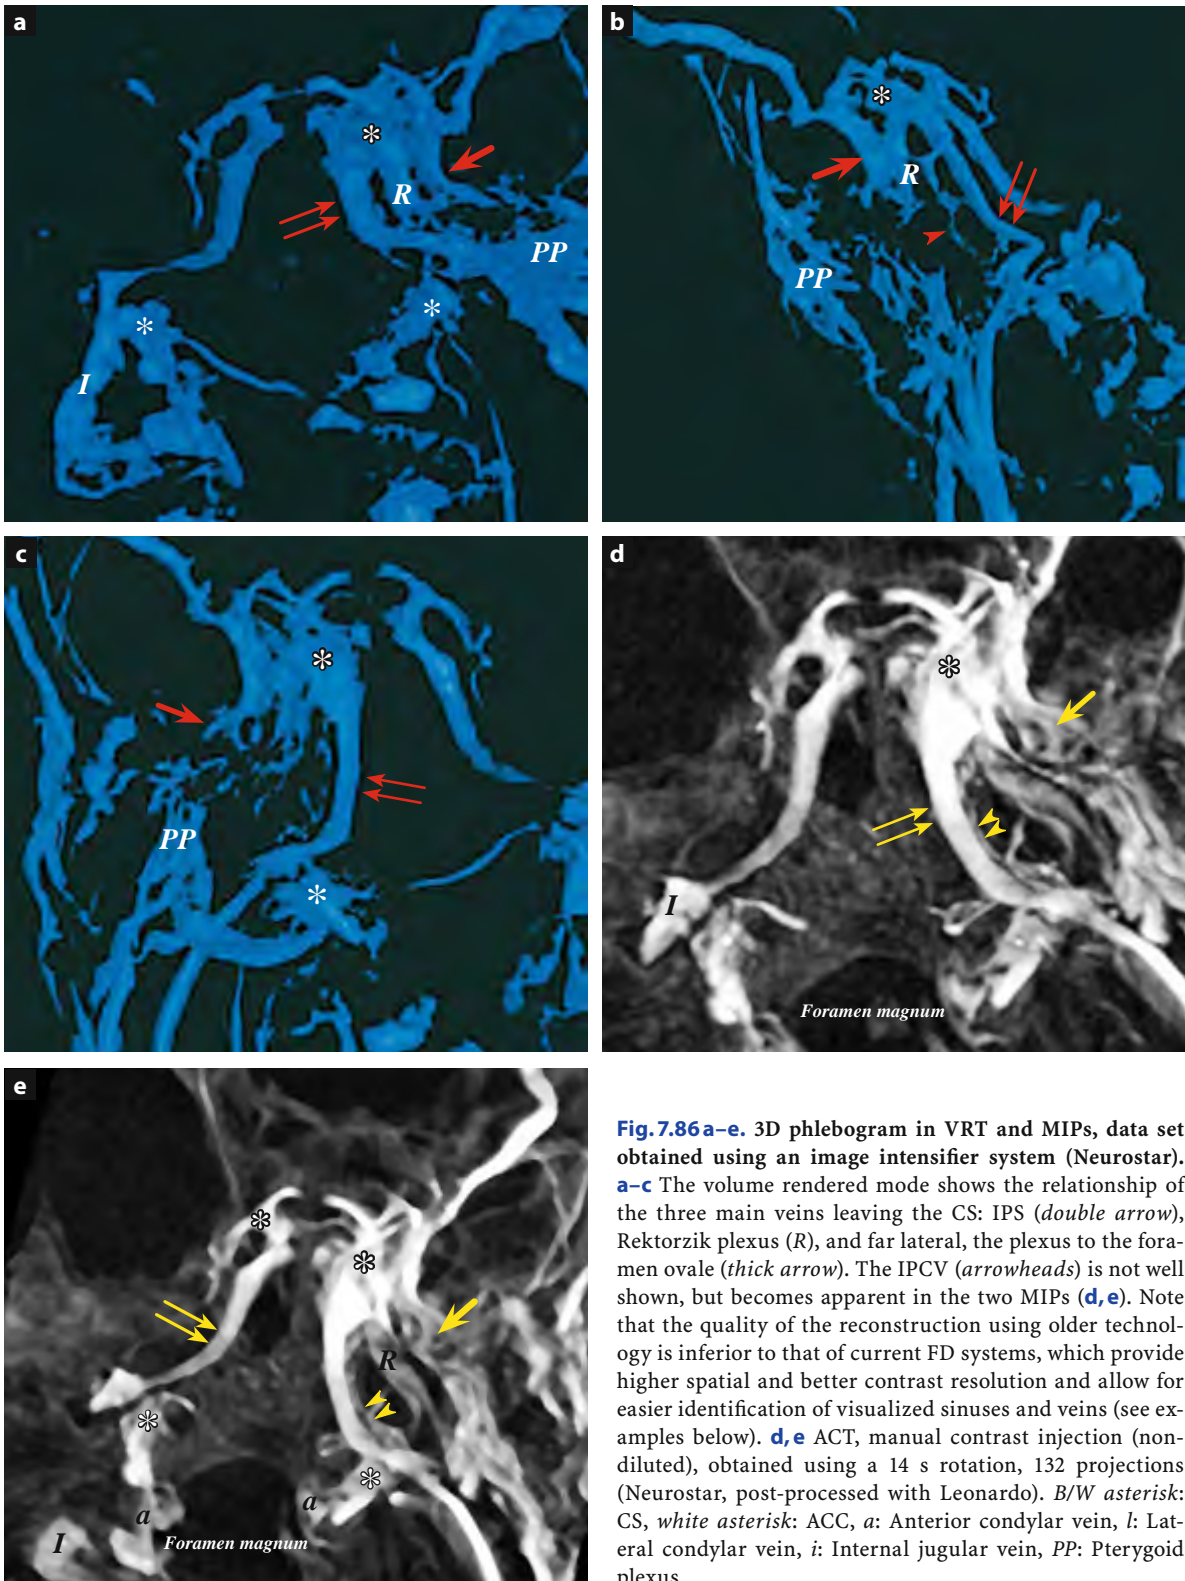 a
R
PP
I
b
R
PP
c
PP
d
I
Foramen magnum
e
R
a
a
I
Foramen magnum
Fig. 7.86 a–e. 3D phlebogram in VRT and MIPs, data set
obtained using an image intensifier system (Neurostar).
a–c The volume rendered mode shows the relationship of
the three main veins leaving the CS: IPS (double arrow),
Rektorzik plexus (R), and far lateral, the plexus to the fora-
men ovale (thick arrow). The IPCV (arrowheads) is not well
shown, but becomes apparent in the two MIPs (d, e). Note
that the quality of the reconstruction using older technol-
ogy is inferior to that of current FD systems, which provide
higher spatial and better contrast resolution and allow for
easier identification of visualized sinuses and veins (see ex-
amples below). d, e ACT, manual contrast injection (non-
diluted), obtained using a 14 s rotation, 132 projections
(Neurostar, post-processed with Leonardo). B/W asterisk:
CS, white asterisk: ACC, a: Anterior condylar vein, l: Lat-
eral condylar vein, i: Internal jugular vein, PP: Pterygoid
plexus